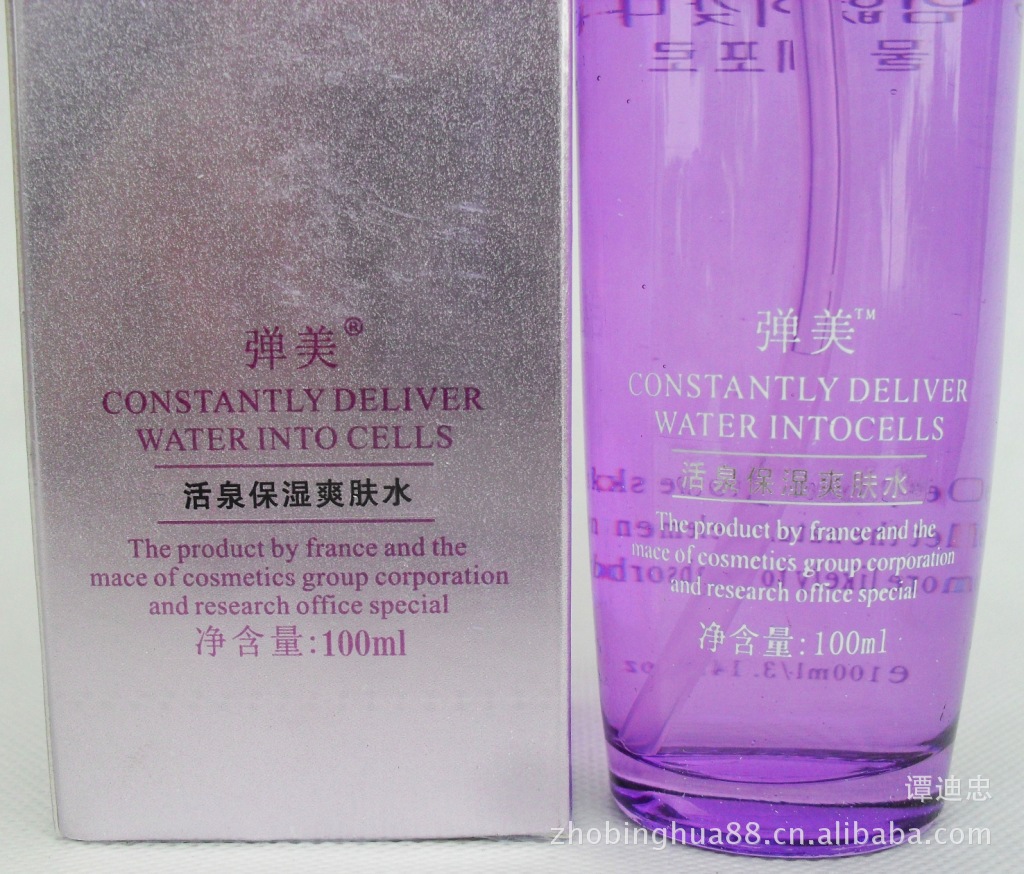 弹美®
CONSTANTLY DELIVER
WATER INTO CELLS
活泉保湿爽肤水
The product by france and the
mace of cosmetics group corporation
and research office special
净含量:100ml
弹美™
CONSTANTLY DELIVER
WATER INTOCELLS
活泉保湿爽肤水
The product by france and the
mace of cosmetics group corporation
and research office special
净含量:100ml
e100ml/3.14
谭迪忠
zhobinghua88.cn.alibaba.com